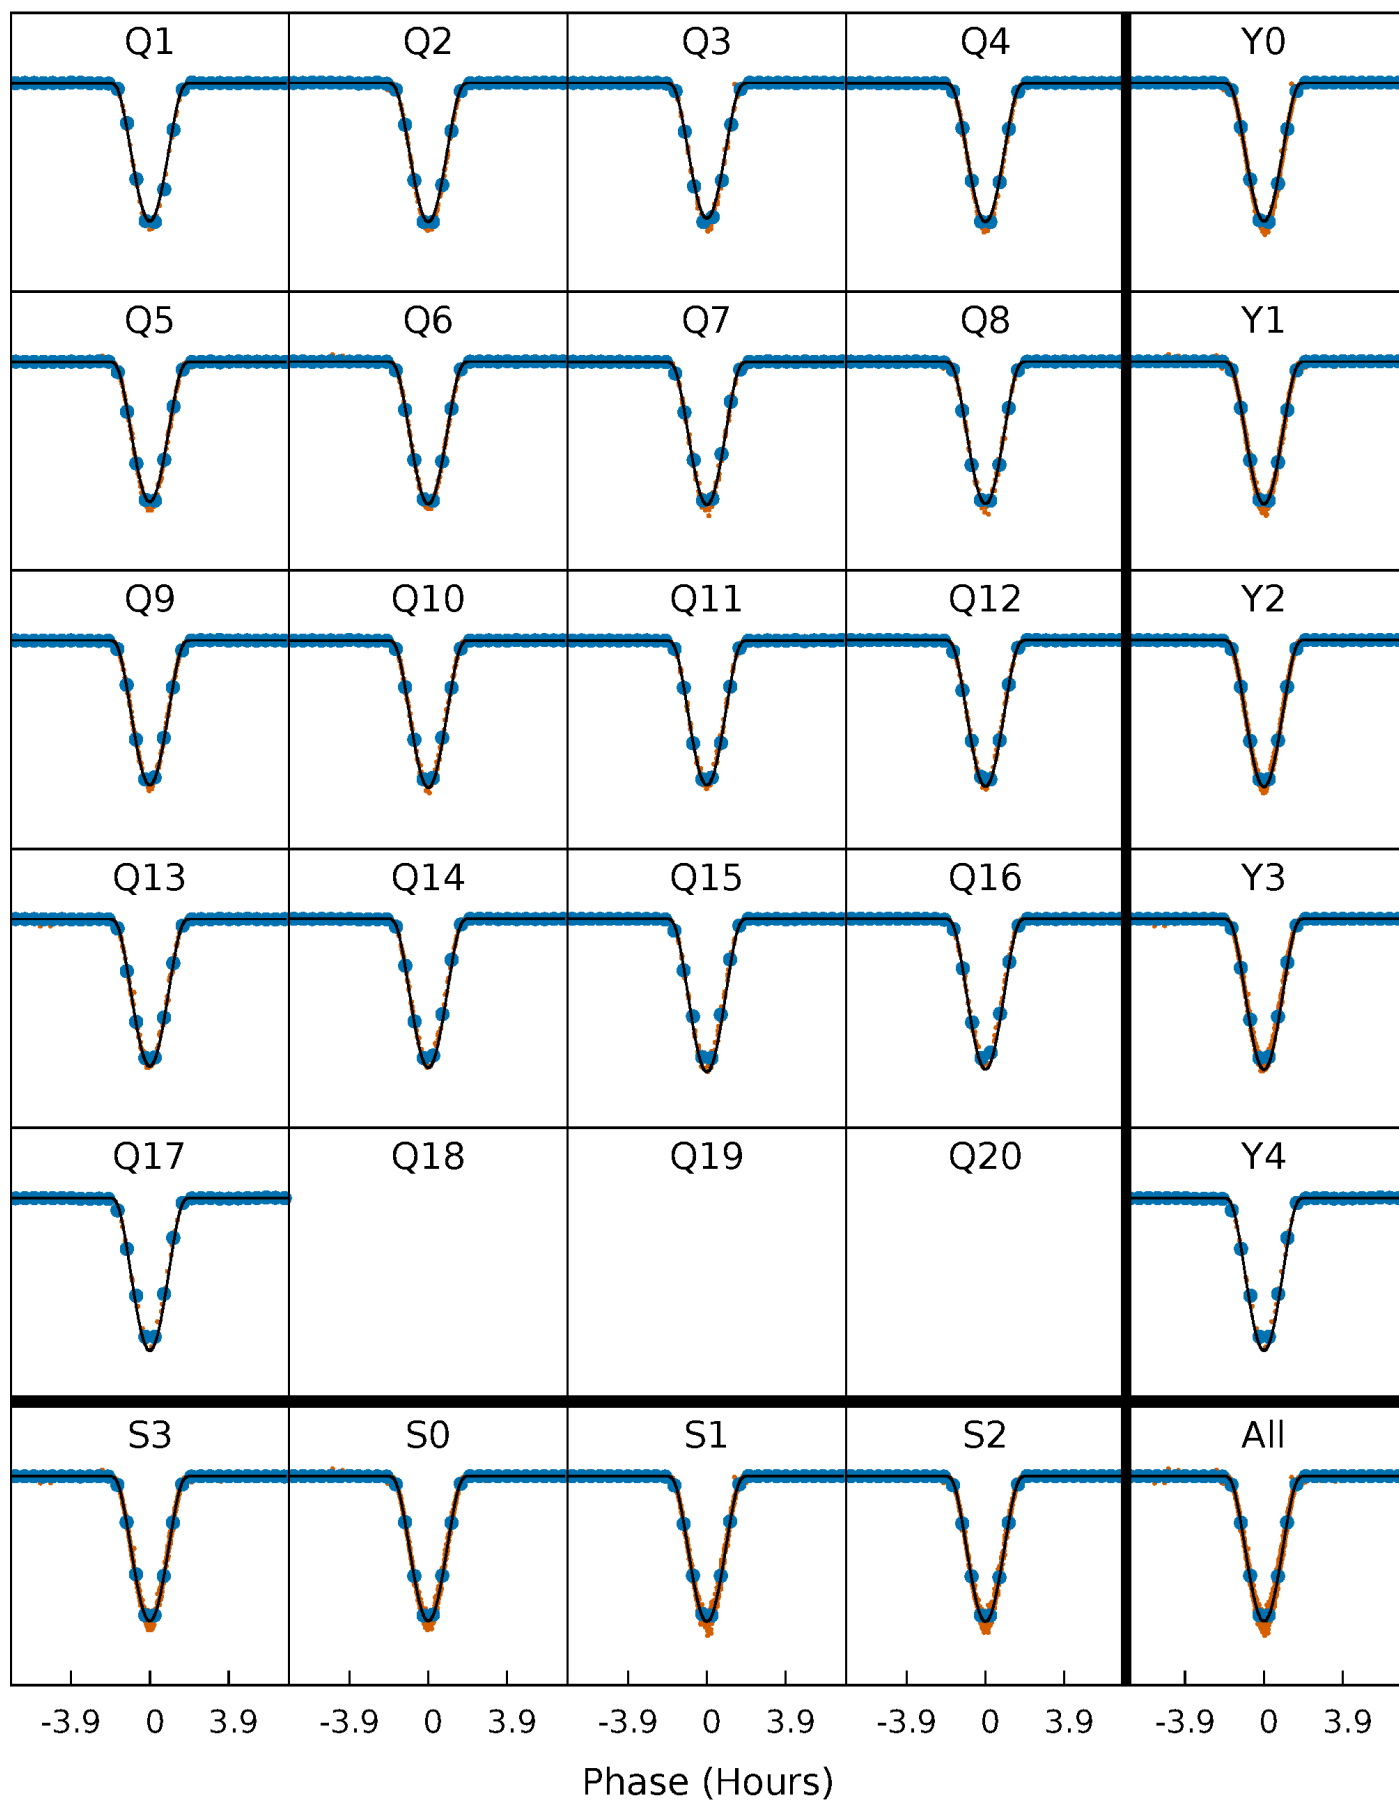 Q1 Q2 Q3 Q4 Y0
Q5 Q6 Q7 Q8 Y1
Q9 Q10 Q11 Q12 Y2
Q13 Q14 Q15 Q16 Y3
Q17 Q18 Q19 Q20 Y4
S3 S0 S1 S2 All
-3.9 0 3.9 -3.9 0 3.9 -3.9 0 3.9 -3.9 0 3.9 -3.9 0 3.9
Phase (Hours)